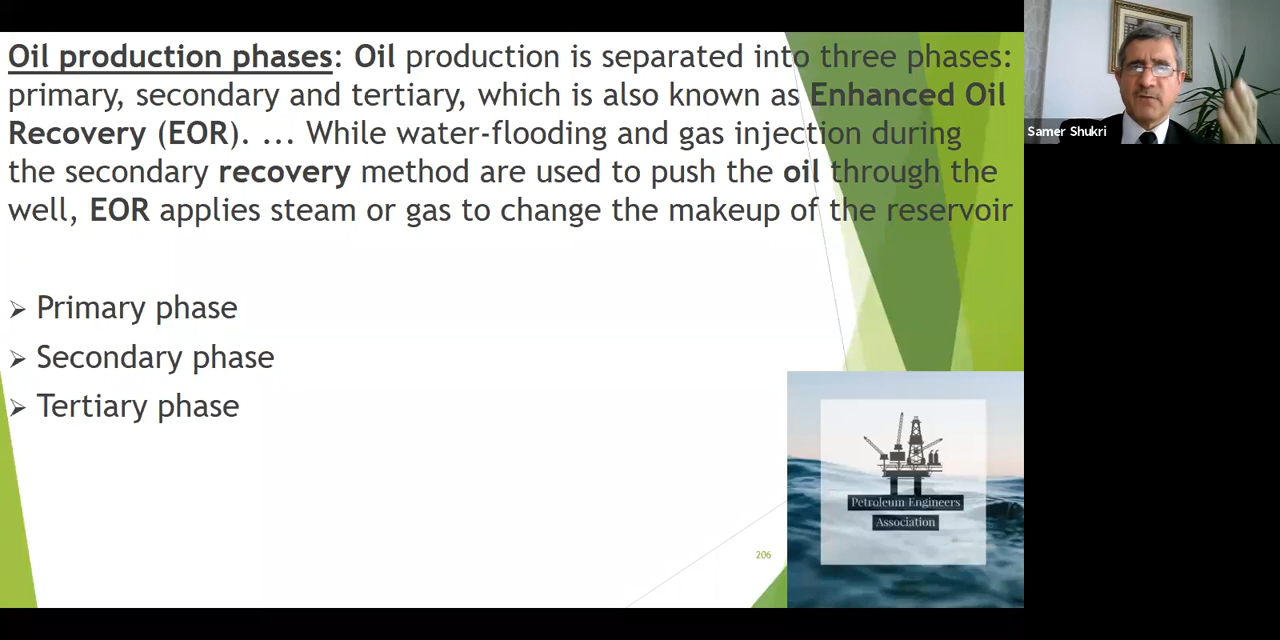 Oil production phases: Oil production is separated into three phases:
primary, secondary and tertiary, which is also known as Enhanced Oil
Recovery (EOR). ... While water-flooding and gas injection during
the secondary recovery method are used to push the oil through the
well, EOR applies steam or gas to change the makeup of the reservoir
Primary phase
Secondary phase
Tertiary phase
Petroleum Engineers
Association
206
Samer Shukri